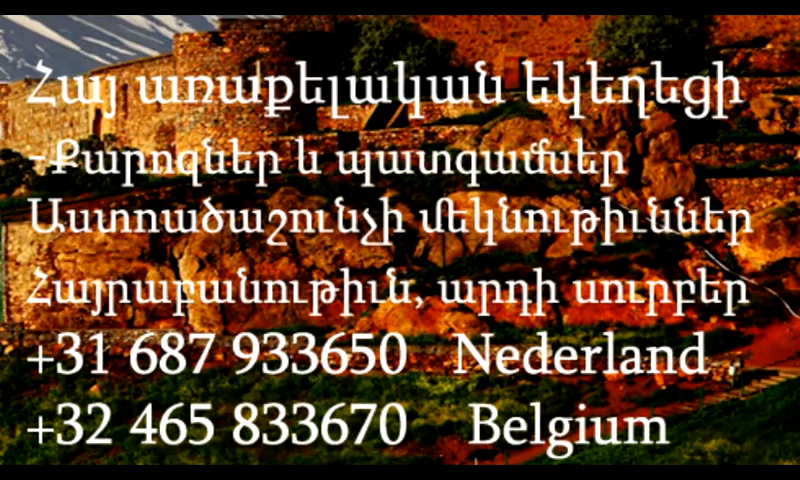 Հայ առաքելական եկեղեցի
-Քարոզներ և պատգամներ
Աստուածաշունչի մեկնութիւններ
Հայրաբանութիւն, արդի սուրբեր
+31 687 933650 Nederland
+32 465 833670 Belgium